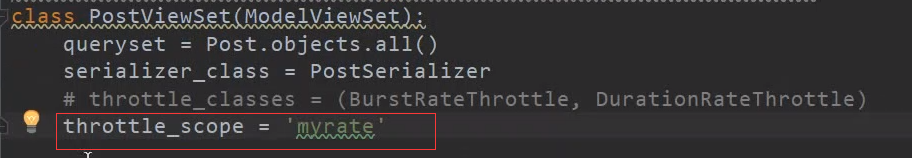 class PostViewSet(ModelViewSet):
    queryset = Post.objects.all()
    serializer_class = PostSerializer
    # throttle_classes = (BurstRateThrottle, DurationRateThrottle)
    throttle_scope = 'myrate'